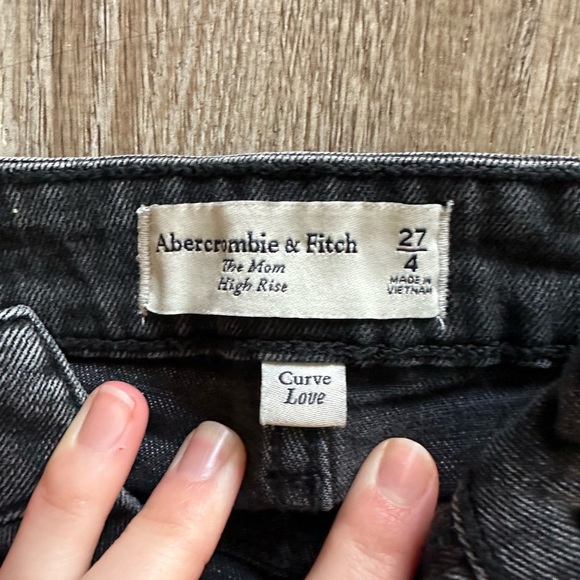 Abercrombie & Fitch
The Mom
High Rise
27
4
MADE IN
VIETNAM
Curve
Love